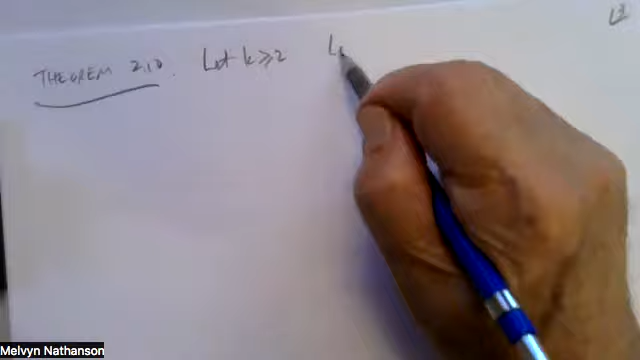 THEOREM 2.10. Let k ≥ 2 L
Melvyn Nathanson